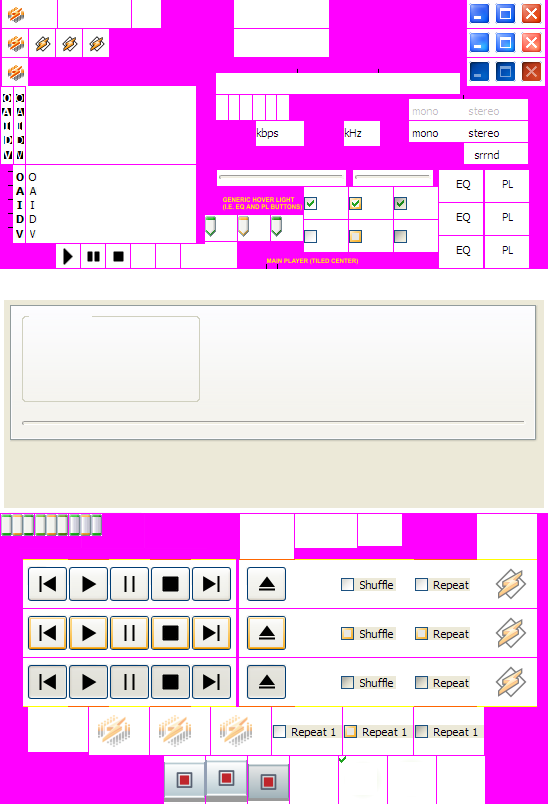 O O
A A
I I
D D
V V
kbps kHz
mono stereo
mono stereo
srrnd
O O
A A
I I
D D
V V
GENERIC HOVER LIGHT
(I.E. EQ AND PL BUTTONS)
EQ PL
EQ PL
EQ PL
MAIN PLAYER (TILED CENTER)
Shuffle Repeat
Shuffle Repeat
Shuffle Repeat
Repeat 1 Repeat 1 Repeat 1